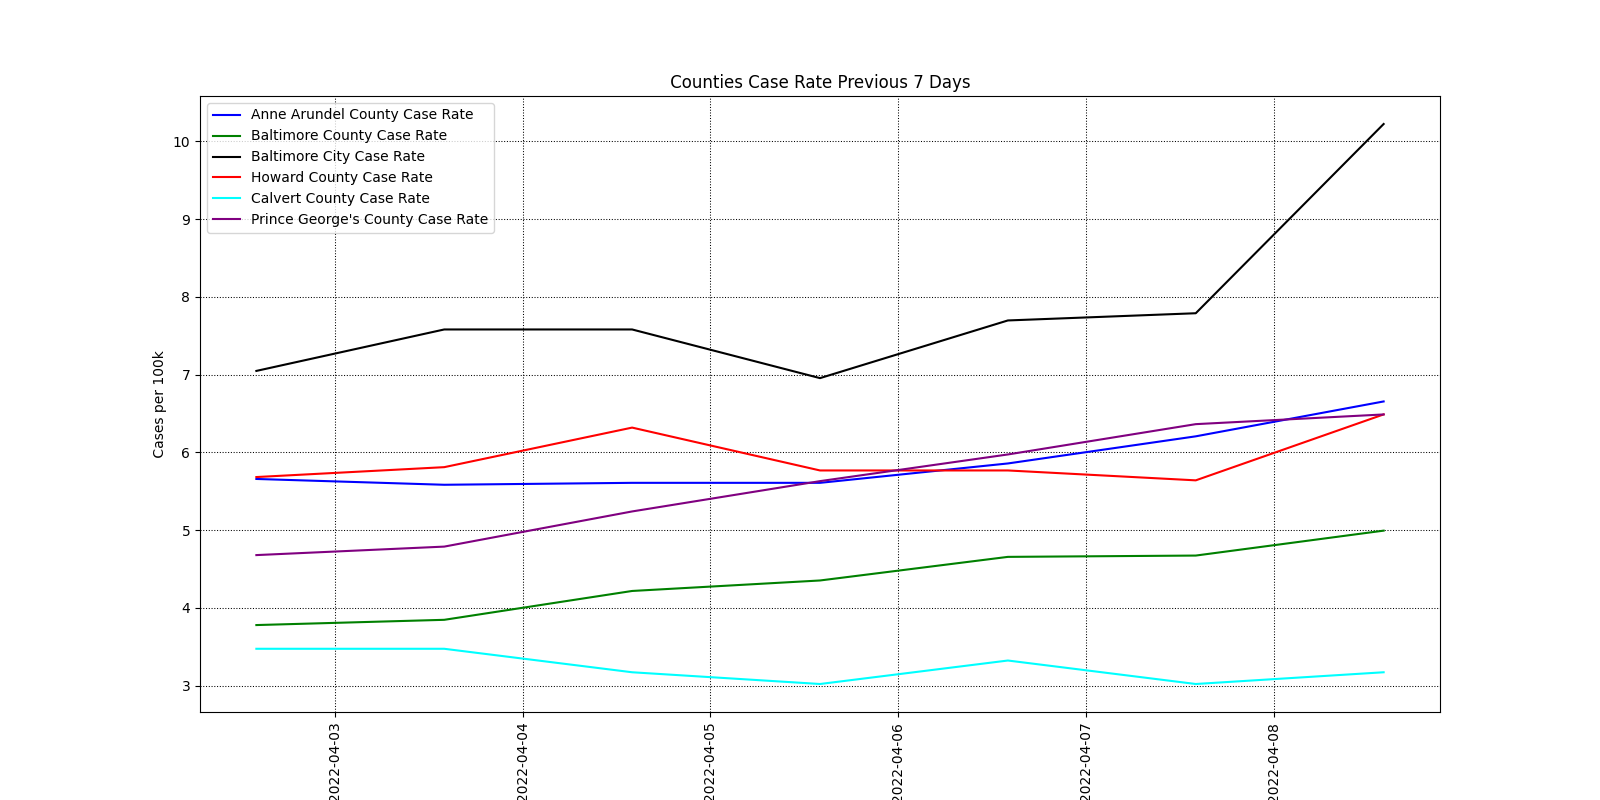 Counties Case Rate Previous 7 Days
Anne Arundel County Case Rate
Baltimore County Case Rate
Baltimore City Case Rate
Howard County Case Rate
Calvert County Case Rate
Prince George's County Case Rate
Cases per 100k
10
9
8
7
6
5
4
3
2022-04-03
2022-04-04
2022-04-05
2022-04-06
2022-04-07
2022-04-08